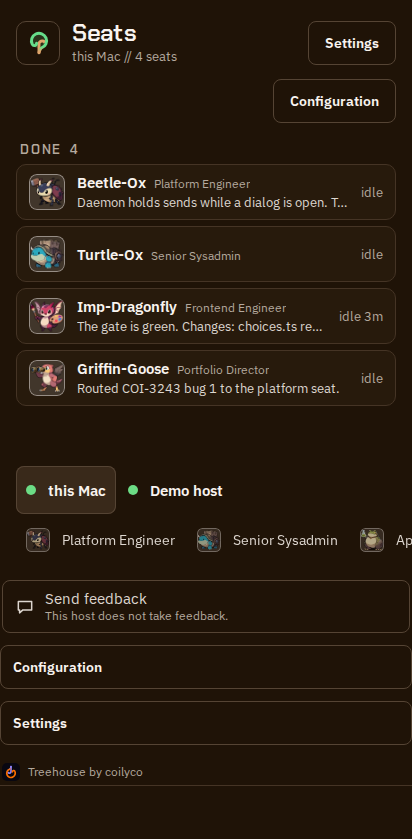 Seats
this Mac // 4 seats
Settings
Configuration
DONE 4
Beetle-Ox Platform Engineer
Daemon holds sends while a dialog is open. T...
idle
Turtle-Ox Senior Sysadmin
idle
Imp-Dragonfly Frontend Engineer
The gate is green. Changes: choices.ts re...
idle 3m
Griffin-Goose Portfolio Director
Routed COI-3243 bug 1 to the platform seat.
idle
this Mac Demo host
Platform Engineer Senior Sysadmin Ap
Send feedback
This host does not take feedback.
Configuration
Settings
Treehouse by coilyco